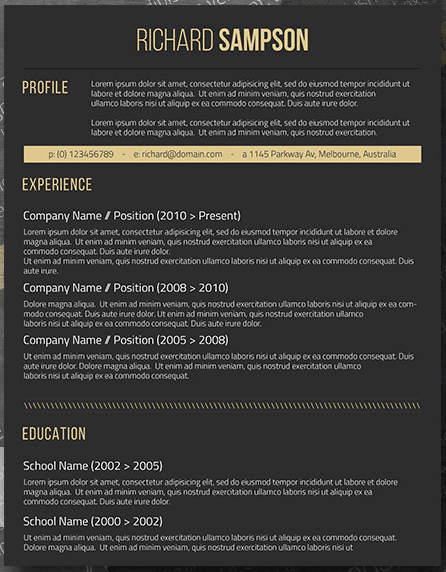 RICHARD SAMPSON
PROFILE
Lorem ipsum dolor sit amet, consectetur adipisicing elit, sed do eiusmod tempor incididunt ut
labore et dolore magna aliqua. Ut enim ad minim veniam, quis nostrud exercitation
ullamco laboris nisi ut aliquip ex ea commodo consequat. Duis aute irure dolor.
Lorem ipsum dolor sit amet, consectetur adipisicing elit, sed do eiusmod tempor incididunt ut
labore et dolore magna aliqua. Ut enim ad minim veniam, quis nostrud exercitation.
p: (0) 123456789 - e: richard@domain.com - a 1145 Parkway Av, Melbourne, Australia
EXPERIENCE
Company Name // Position (2010 > Present)
Lorem ipsum dolor sit amet, consectetur adipisicing elit, sed do eiusmod tempor incididunt ut labore et dolore
magna aliqua. Ut enim ad minim veniam, quis nostrud exercitation ullamco laboris nisi ut aliquip ex ea
commodo consequat. Duis aute irure dolor.
Ut enim ad minim veniam, quis nostrud exercitation ullamco laboris nisi ut aliquip ex ea commodo consequat. Duis
aute irure.
Company Name // Position (2008 > 2010)
Dolore magna aliqua. Ut enim ad minim veniam, quis nostrud exercitation ullamco laboris nisi ut aliquip ex ea com-
modo consequat. Ut enim ad minim veniam, quis nostrud exercitation ullamco
laboris nisi ut aliquip ex ea commodo consequat. Duis aute irure dolor.
Company Name // Position (2005 > 2008)
Ut enim ad minim veniam, quis nostrud exercitation ullamco laboris nisi ut aliquip ex ea commodo consequat. Duis
aute irure dolor. Dolore magna aliqua. Ut enim ad minim veniam, quis nostrud exercitation ullamco
laboris nisi ut aliquip ex ea commodo consequat.
EDUCATION
School Name (2002 > 2005)
Lorem ipsum dolor sit amet, consectetur adipisicing elit, sed do eiusmod tempor incididunt ut labore et dolore
magna aliqua. Ut enim ad minim veniam, quis nostrud exercitation ullamco laboris nisi ut aliquip ex ea commodo
consequat. Duis aute irure dolor.
School Name (2000 > 2002)
Ut enim ad minim veniam, quis nostrud exercitation ullamco laboris nisi ut aliquip ex ea commodo consequat.
Dolore magna aliqua. Ut enim ad minim veniam, quis nostrud exercitation ullamco laboris nisi ut